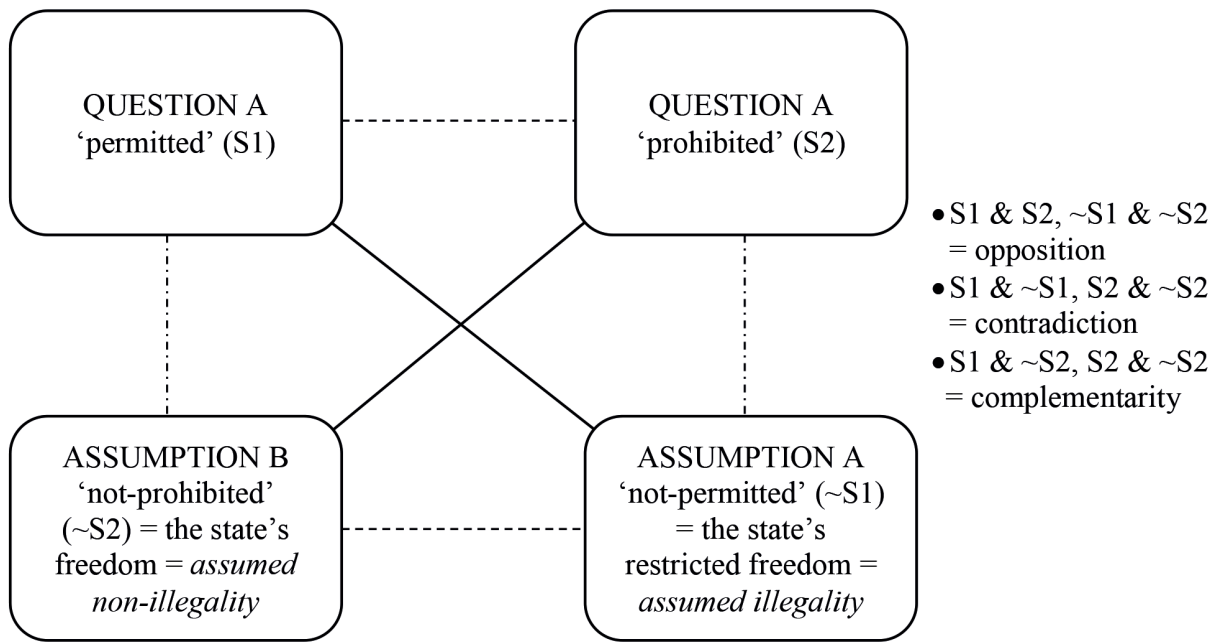 QUESTION A
‘permitted’ (S1)
QUESTION A
‘prohibited’ (S2)
• S1 & S2, ~S1 & ~S2
= opposition
• S1 & ~S1, S2 & ~S2
= contradiction
• S1 & ~S2, S2 & ~S2
= complementarity
ASSUMPTION B
‘not-prohibited’
(~S2) = the state’s
freedom = assumed
non-illegality
ASSUMPTION A
‘not-permitted’ (~S1)
= the state’s
restricted freedom =
assumed illegality